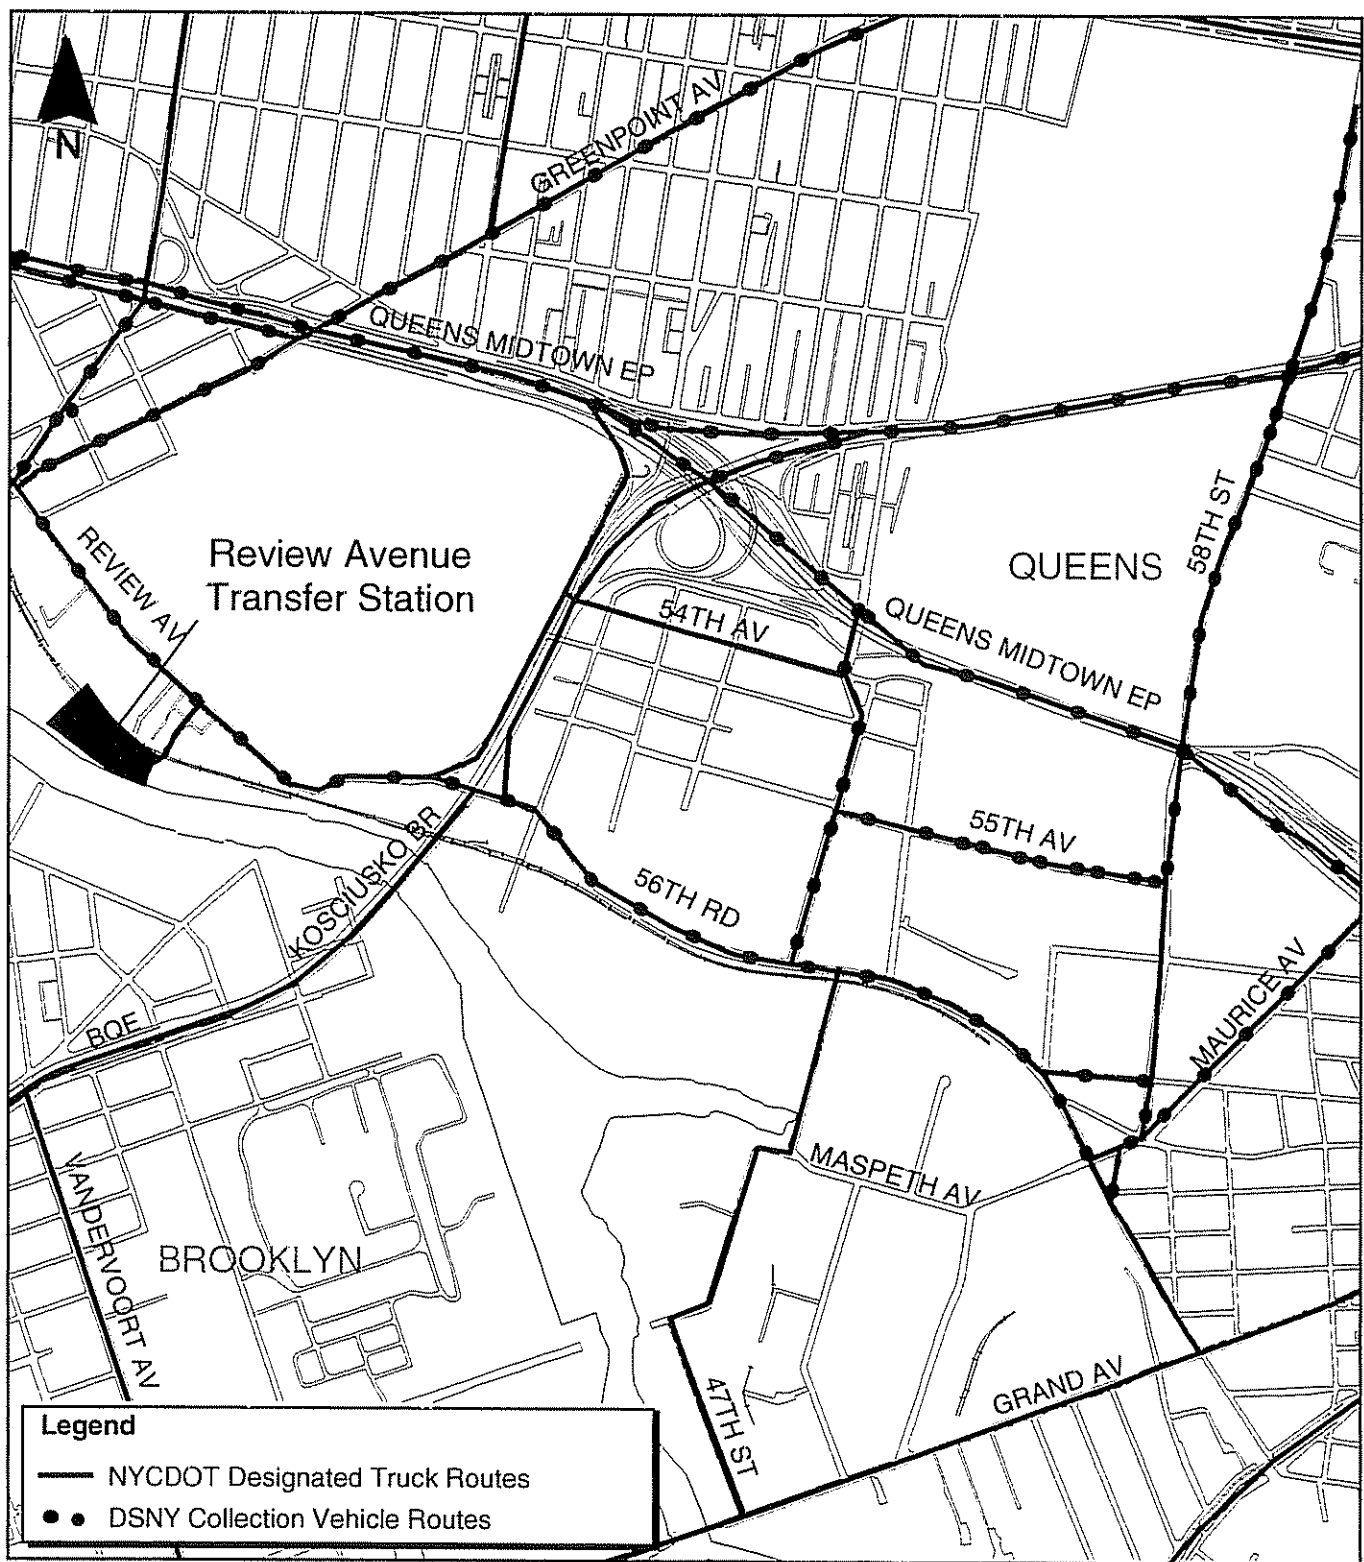 N
GREENPOINT AV
QUEENS MIDTOWN EP
REVIEW AV
Review Avenue
Transfer Station
QUEENS
58TH ST
54TH AV
QUEENS MIDTOWN EP
55TH AV
KOSCIUSKO BR
56TH RD
MAURICE AV
BQE
MASPETH AV
VANDERVOORT AV
BROOKLYN
47TH ST
GRAND AV
Legend
NYCDOT Designated Truck Routes
DSNY Collection Vehicle Routes